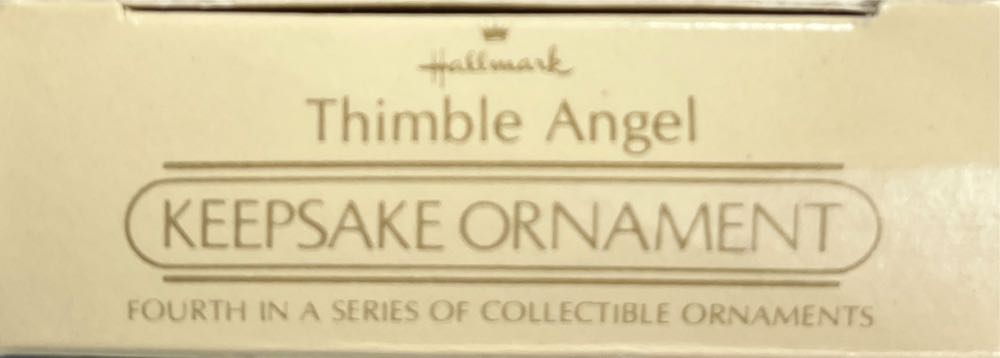 Hallmark
Thimble Angel
KEEPSAKE ORNAMENT
FOURTH IN A SERIES OF COLLECTIBLE ORNAMENTS